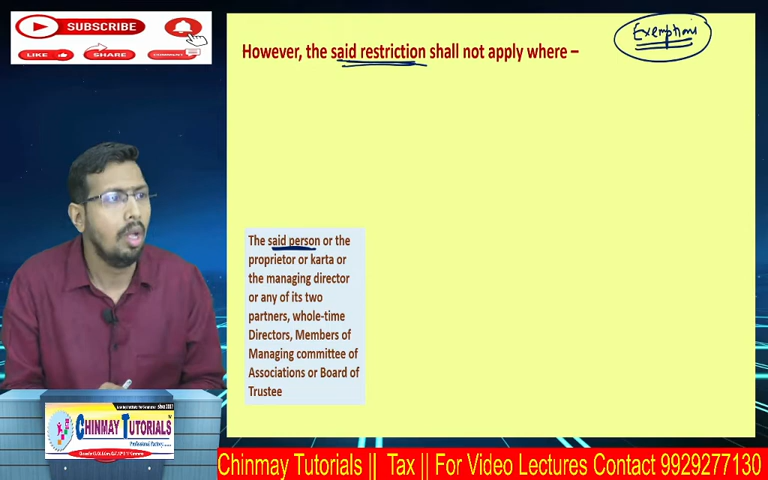 SUBSCRIBE
LIKE
SHARE
COMMENT
Exemptions
However, the said restriction shall not apply where –
The said person or the
proprietor or karta or
the managing director
or any of its two
partners, whole-time
Directors, Members of
Managing committee of
Associations or Board of
Trustee
CHINMAY TUTORIALS
Professional Factory.....
Chinmay Tutorials || Tax || For Video Lectures Contact 9929277130